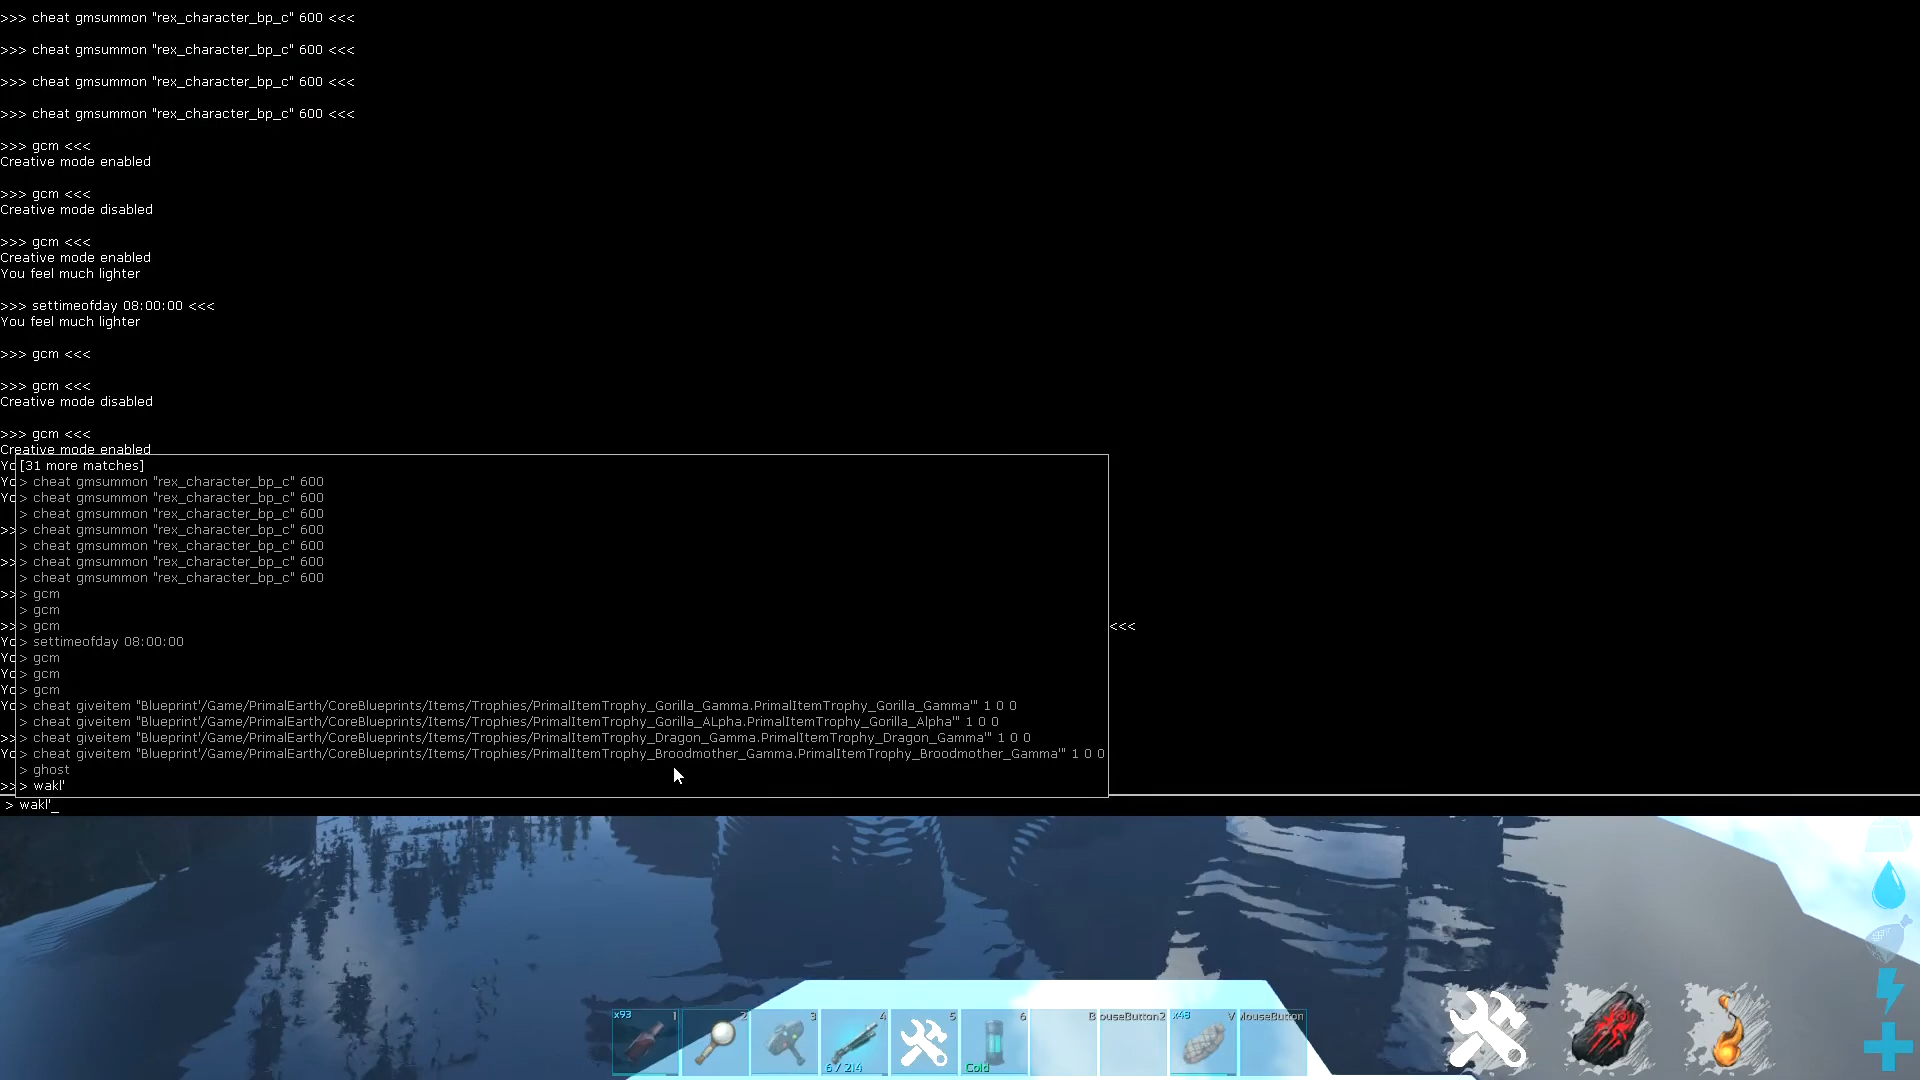 >>> cheat gmsummon "rex_character_bp_c" 600 <<<
>>> cheat gmsummon "rex_character_bp_c" 600 <<<
>>> cheat gmsummon "rex_character_bp_c" 600 <<<
>>> cheat gmsummon "rex_character_bp_c" 600 <<<
>>> gcm <<<
Creative mode enabled
>>> gcm <<<
Creative mode disabled
>>> gcm <<<
Creative mode enabled
You feel much lighter
>>> settimeofday 08:00:00 <<<
You feel much lighter
>>> gcm <<<
>>> gcm <<<
Creative mode disabled
>>> gcm <<<
Creative mode enabled
[31 more matches]
> cheat gmsummon "rex_character_bp_c" 600
> cheat gmsummon "rex_character_bp_c" 600
> cheat gmsummon "rex_character_bp_c" 600
> cheat gmsummon "rex_character_bp_c" 600
> cheat gmsummon "rex_character_bp_c" 600
> cheat gmsummon "rex_character_bp_c" 600
> cheat gmsummon "rex_character_bp_c" 600
> gcm
> gcm
> gcm <<<
> settimeofday 08:00:00
> gcm
> gcm
> gcm
> cheat giveitem "Blueprint'/Game/PrimalEarth/CoreBlueprints/Items/Trophies/PrimalItemTrophy_Gorilla_Gamma.PrimalItemTrophy_Gorilla_Gamma'" 1 0 0
> cheat giveitem "Blueprint'/Game/PrimalEarth/CoreBlueprints/Items/Trophies/PrimalItemTrophy_Gorilla_ALpha.PrimalItemTrophy_Gorilla_Alpha'" 1 0 0
> cheat giveitem "Blueprint'/Game/PrimalEarth/CoreBlueprints/Items/Trophies/PrimalItemTrophy_Dragon_Gamma.PrimalItemTrophy_Dragon_Gamma'" 1 0 0
> cheat giveitem "Blueprint'/Game/PrimalEarth/CoreBlueprints/Items/Trophies/PrimalItemTrophy_Broodmother_Gamma.PrimalItemTrophy_Broodmother_Gamma'" 1 0 0
> ghost
> wakl'
> wakl'_
x93 1 2 3 4 5 6 x48 V
6 / 214 Cold